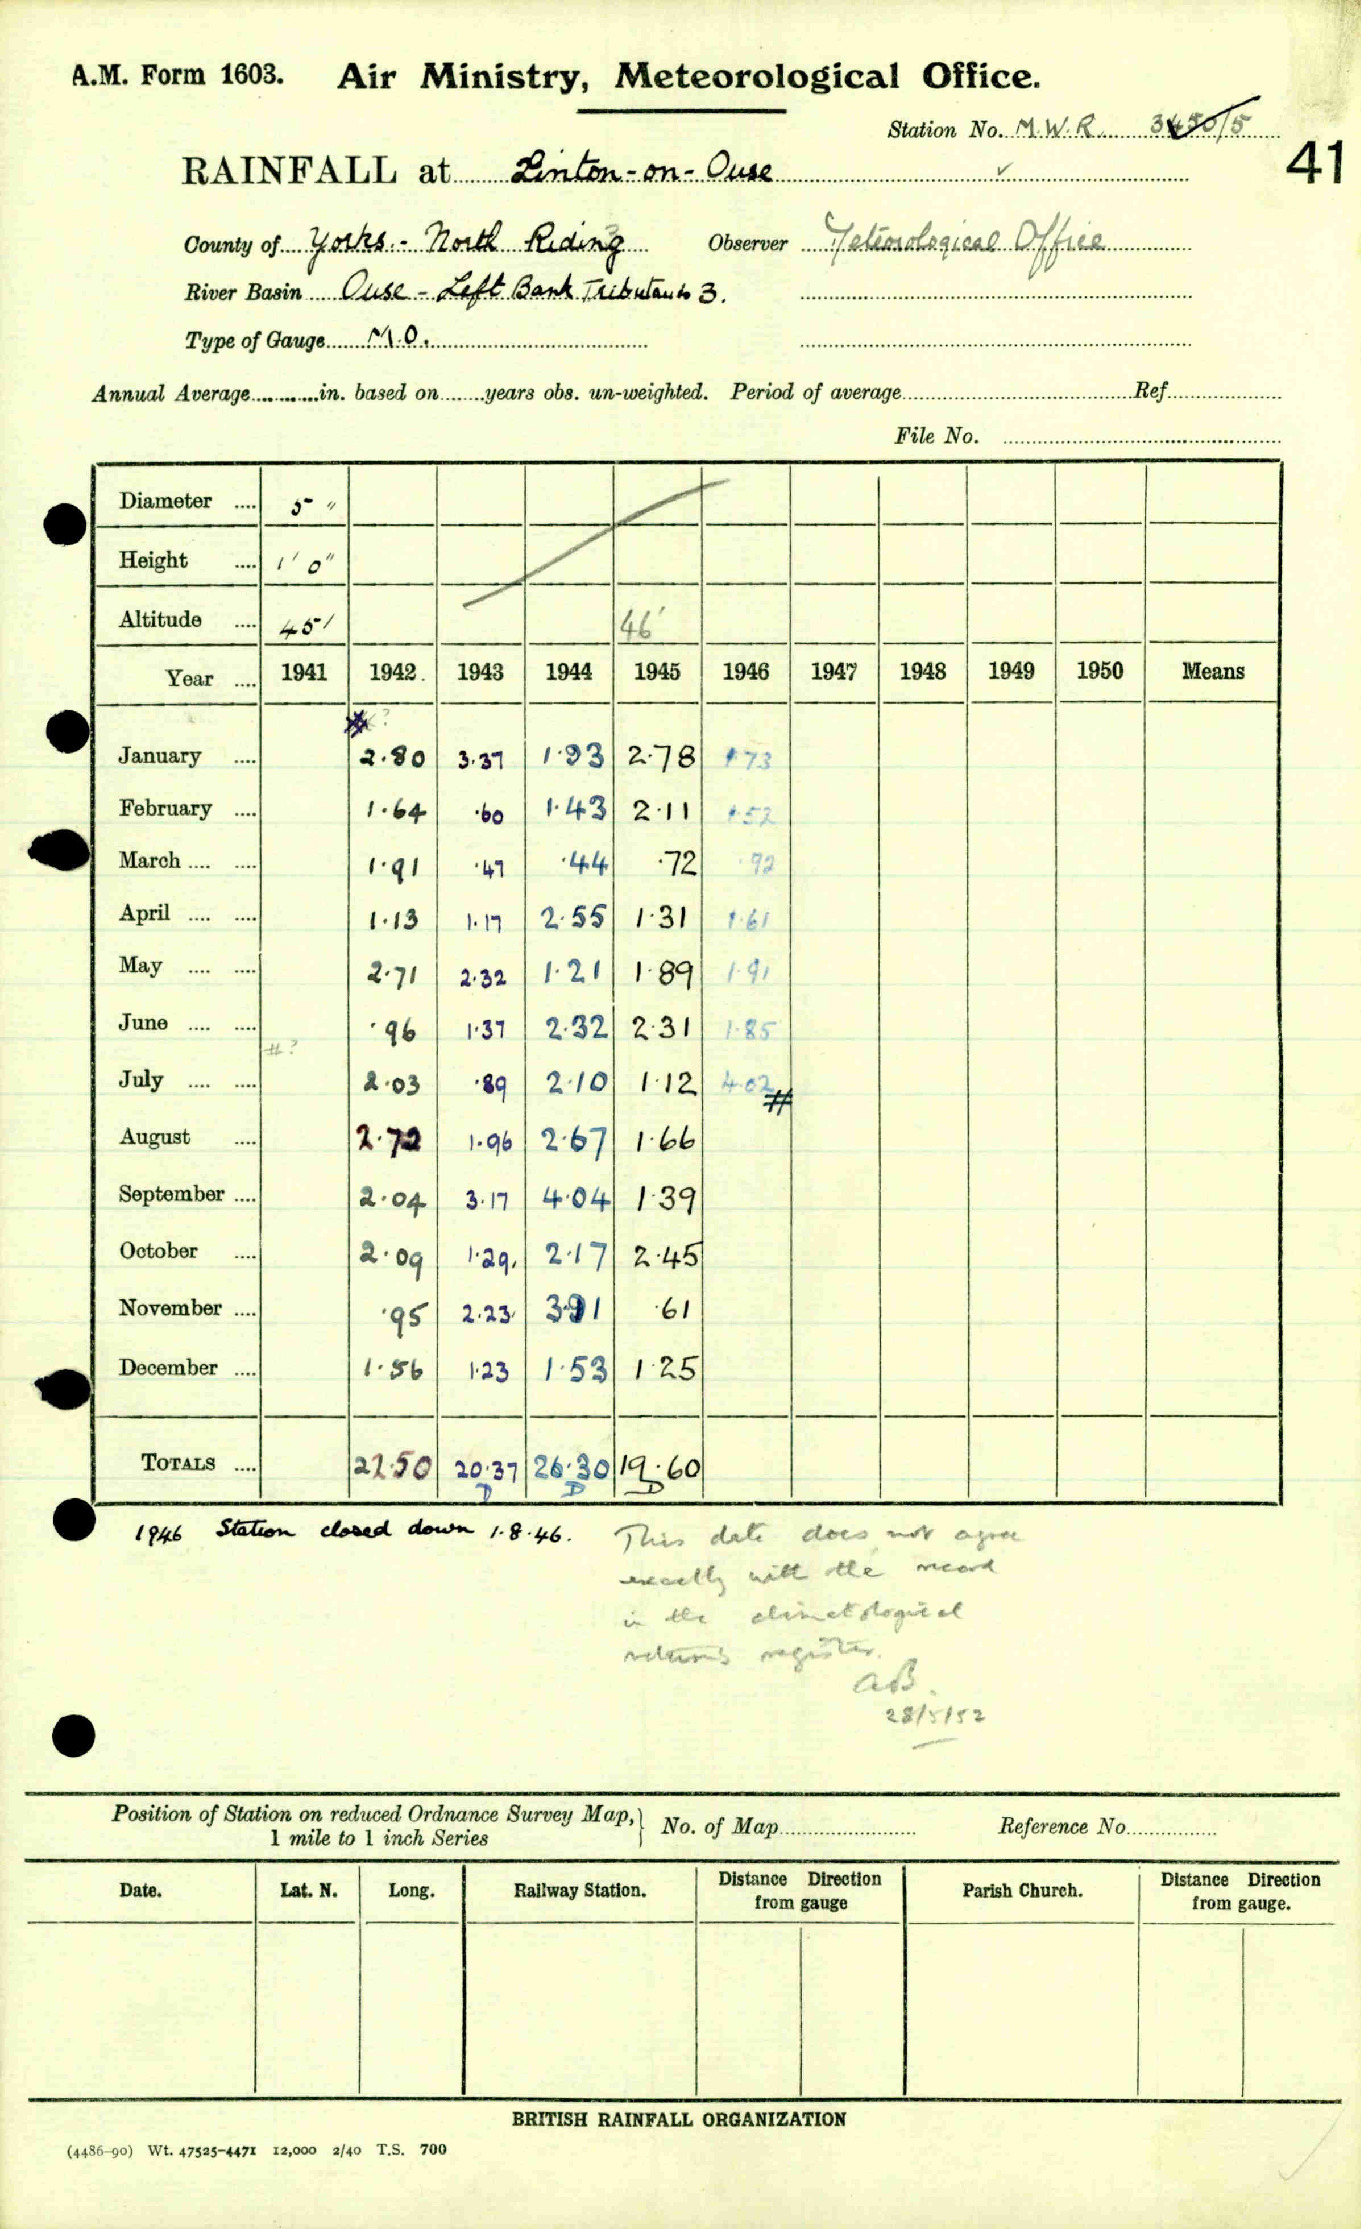 A.M. Form 1603. Air Ministry, Meteorological Office.
Station No. M.W.R. 3450/5
41
RAINFALL at Linton-on-Ouse
County of Yorks. - North Riding Observer Meteorological Office
River Basin Ouse - Left Bank Tributaries 3.
Type of Gauge M.O.
Annual Average in. based on years obs. un-weighted. Period of average Ref.
File No.
Diameter 5"
Height 1' 0"
Altitude 45' 46'
Year 1941 1942 1943 1944 1945 1946 1947 1948 1949 1950 Means
#?
January 2.80 3.37 1.93 2.78 1.73
February 1.64 .60 1.43 2.11 1.52
March .... 1.91 .47 .44 .72 .92
April .... 1.13 1.17 2.55 1.31 1.61
May .... 2.71 2.32 1.21 1.89 1.91
June .... .96 1.37 2.32 2.31 1.85
#?
July .... 2.03 .89 2.10 1.12 4.02 #
August 2.72 1.96 2.67 1.66
September 2.04 3.17 4.04 1.39
October 2.09 1.29 2.17 2.45
November .95 2.23 3.91 .61
December 1.56 1.23 1.53 1.25
TOTALS 22.50 20.37 26.30 19.60
D D D
1946 Station closed down 1.8.46. This date does not agree
exactly with the record
in the climatological
returns register.
AB.
28/5/52
Position of Station on reduced Ordnance Survey Map, No. of Map Reference No.
1 mile to 1 inch Series
Date. Lat. N. Long. Railway Station. Distance Direction from gauge Parish Church. Distance Direction from gauge.
BRITISH RAINFALL ORGANIZATION
(4486-90) Wt. 47525-4471 12,000 2/40 T.S. 700